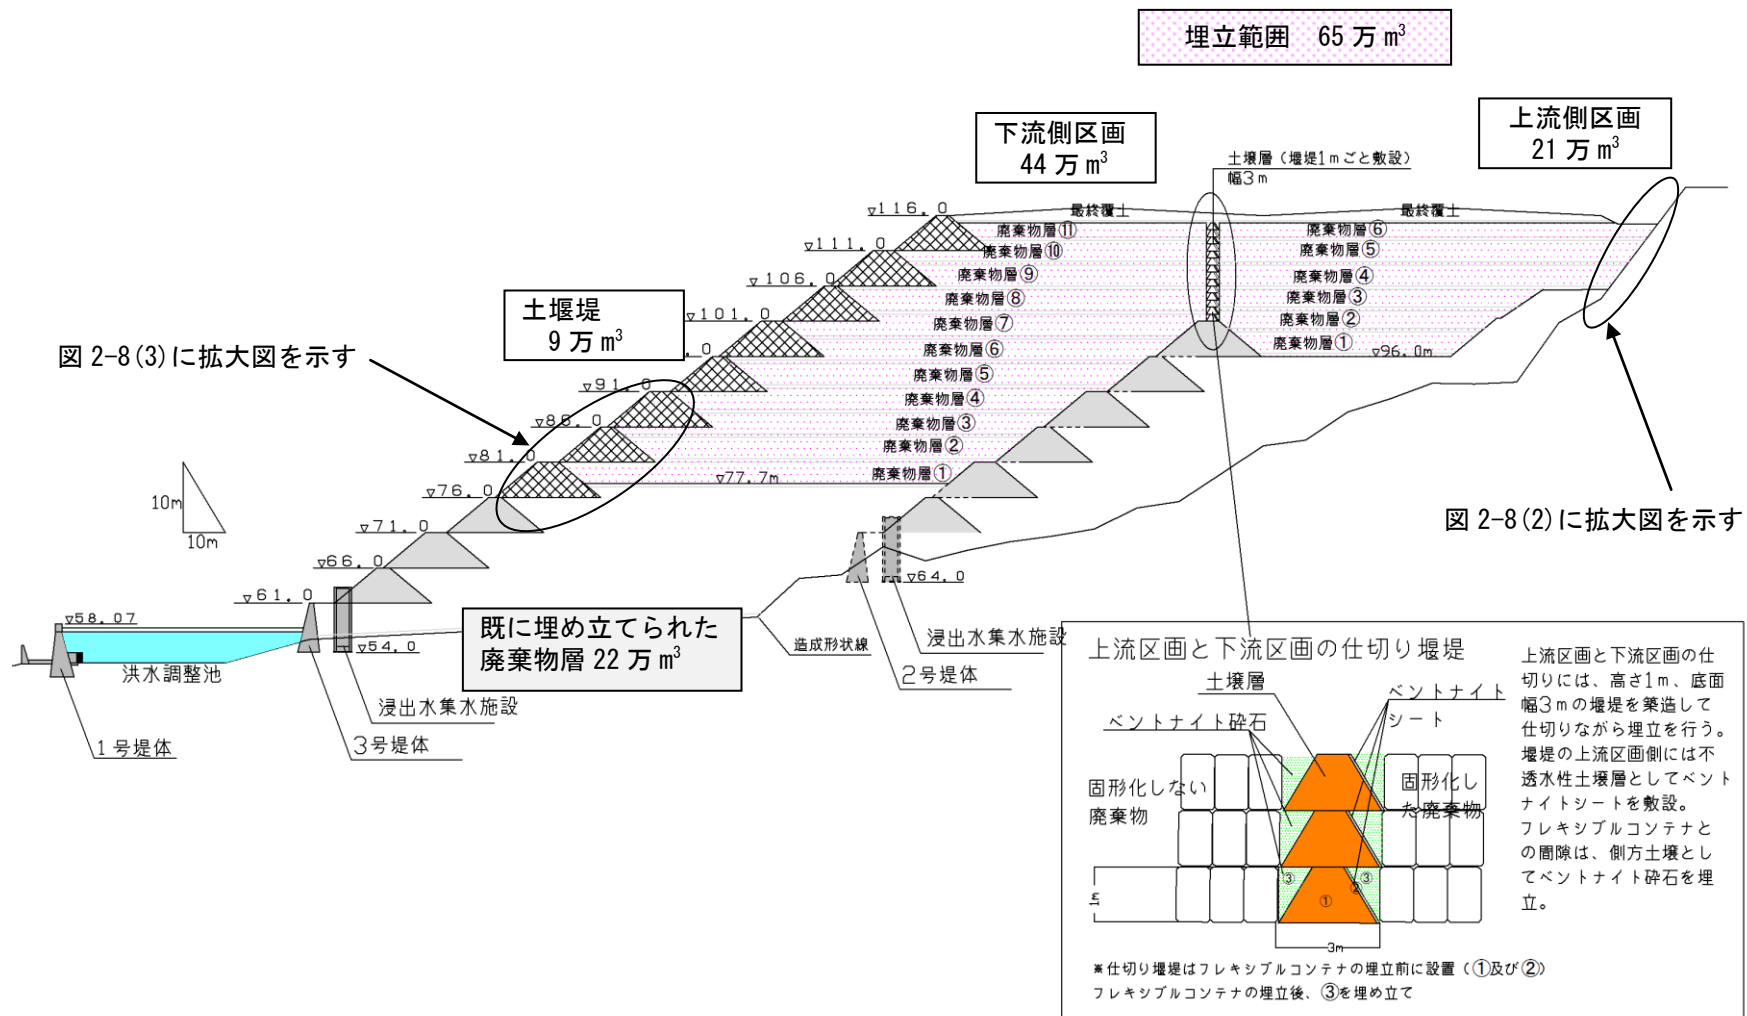 埋立範囲　65 万 m³
下流側区画
44 万 m³
上流側区画
21 万 m³
土壌層（堰堤1mごと敷設）
幅3m
▽116.0
最終覆土
最終覆土
廃棄物層⑪
廃棄物層⑥
▽111.0
廃棄物層⑩
廃棄物層⑤
▽106.0
廃棄物層⑨
廃棄物層④
土堰堤
9 万 m³
廃棄物層⑧
廃棄物層③
▽101.0
廃棄物層⑦
廃棄物層②
.0
廃棄物層⑥
廃棄物層①
▽96.0m
図 2-8(3)に拡大図を示す
廃棄物層⑤
▽91.0
廃棄物層④
▽86.0
廃棄物層③
廃棄物層②
▽81.0
廃棄物層①
▽77.7m
▽76.0
10m
10m
▽71.0
▽66.0
▽64.0
▽61.0
▽58.07
▽54.0
図 2-8(2)に拡大図を示す
既に埋め立てられた
廃棄物層 22 万 m³
造成形状線
浸出水集水施設
2号堤体
洪水調整池
浸出水集水施設
1号堤体
3号堤体
上流区画と下流区画の仕切り堰堤
土壌層
ベントナイト
シート
ベントナイト砕石
固形化しない
廃棄物
固形化し
た廃棄物
③
③
②
①
1m
3m
上流区画と下流区画の仕
切りには、高さ1m、底面
幅3mの堰堤を築造して
仕切りながら埋立を行う。
堰堤の上流区画側には不
透水性土壌層としてベント
ナイトシートを敷設。
フレキシブルコンテナと
の間隙は、側方土壌とし
てベントナイト砕石を埋
立。
※仕切り堰堤はフレキシブルコンテナの埋立前に設置（①及び②）
フレキシブルコンテナの埋立後、③を埋め立て